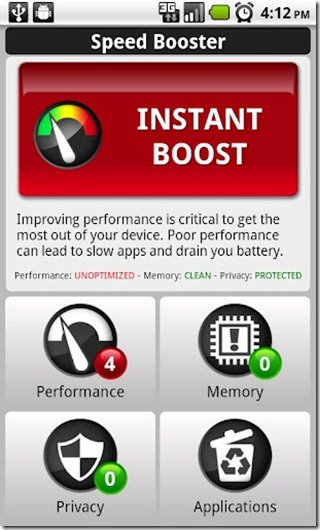 3G
4:12 PM
Speed Booster
INSTANT
BOOST
Improving performance is critical to get the
most out of your device. Poor performance
can lead to slow apps and drain you battery.
Performance: UNOPTIMIZED - Memory: CLEAN - Privacy: PROTECTED
4
Performance
0
Memory
0
Privacy
Applications